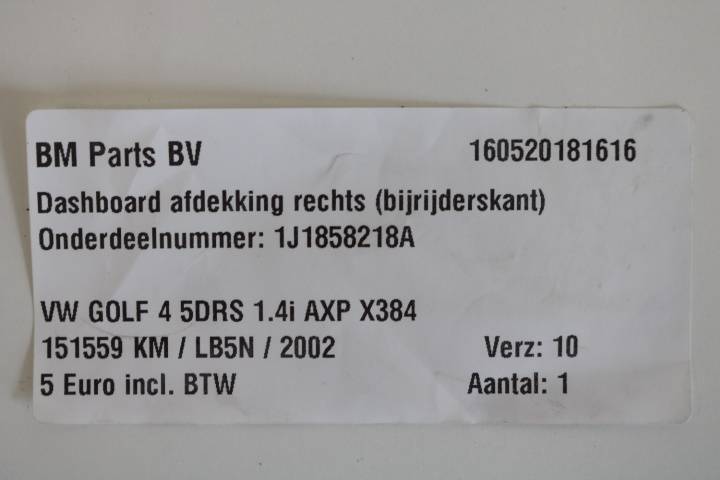 BM Parts BV 160520181616
Dashboard afdekking rechts (bijrijderskant)
Onderdeelnummer: 1J1858218A
VW GOLF 4 5DRS 1.4i AXP X384
151559 KM / LB5N / 2002 Verz: 10
5 Euro incl. BTW Aantal: 1